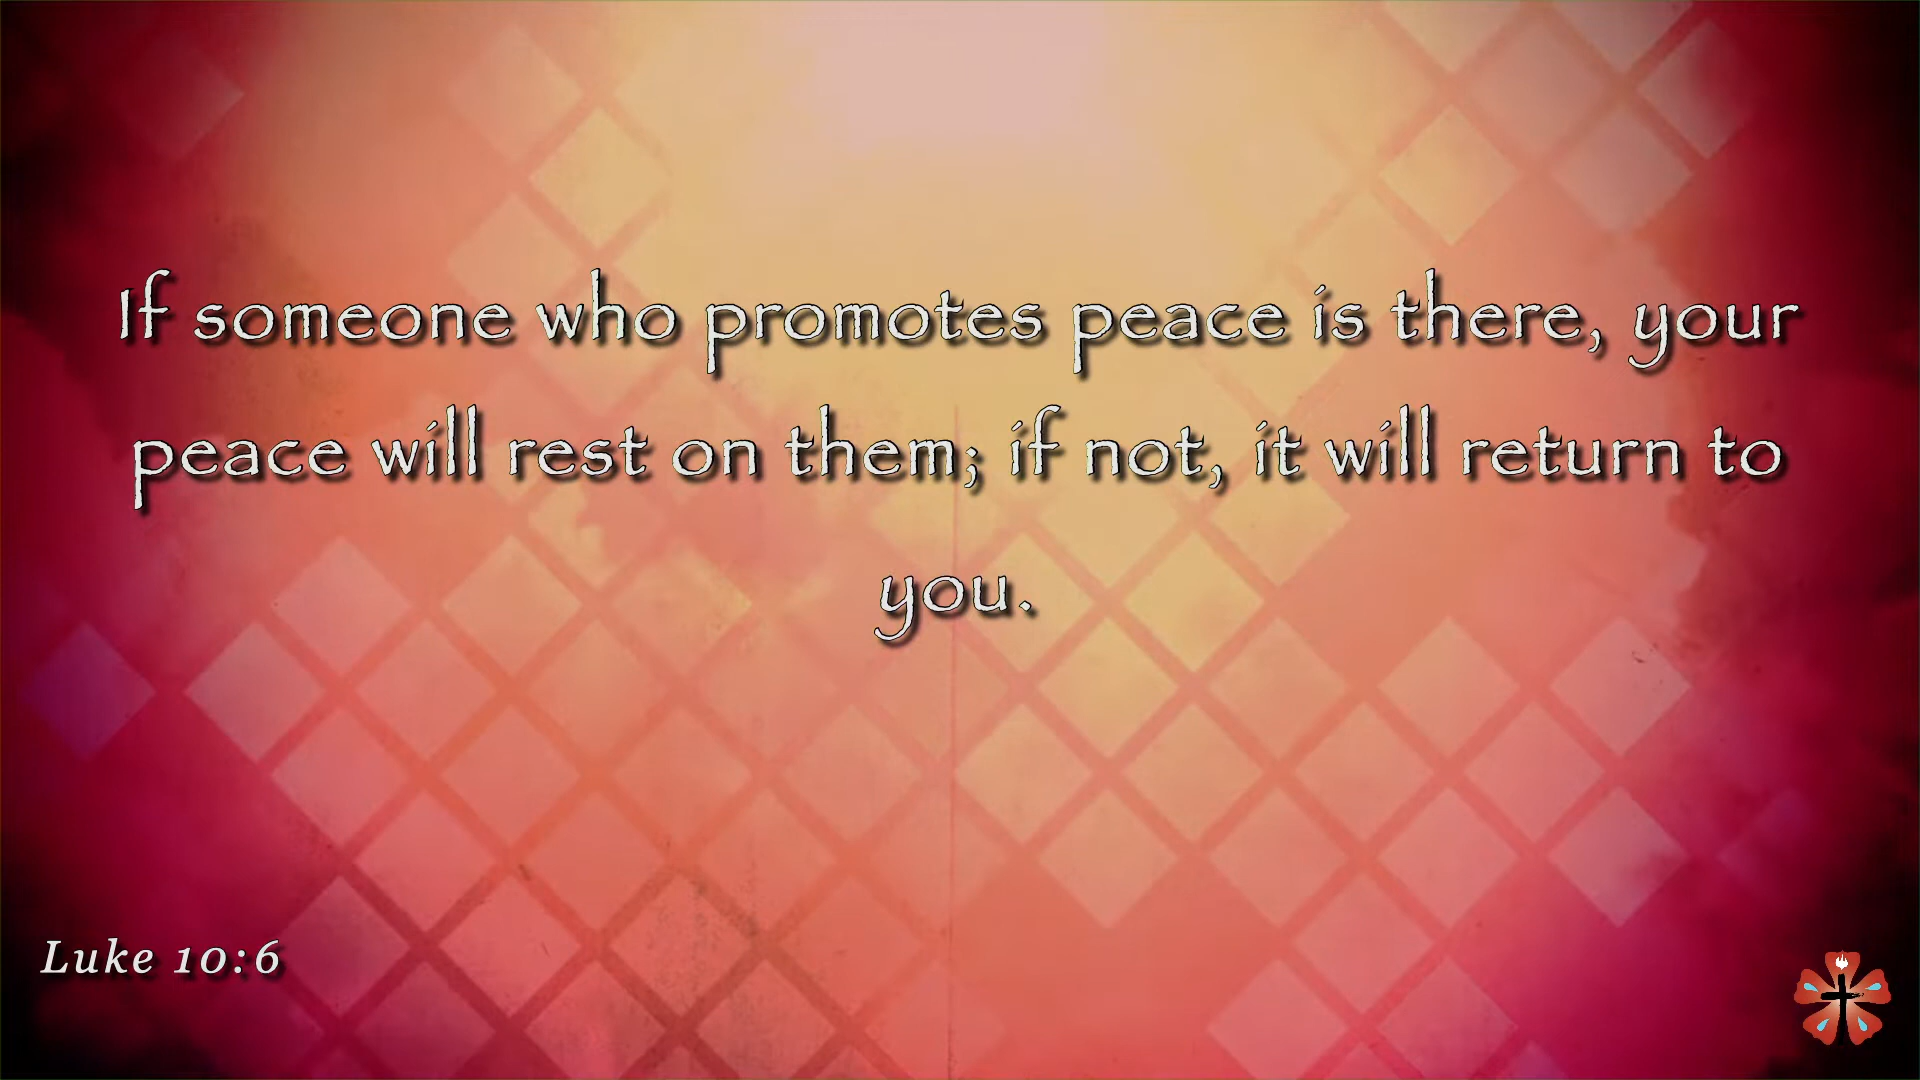 If someone who promotes peace is there, your
peace will rest on them; if not, it will return to
you.
Luke 10:6